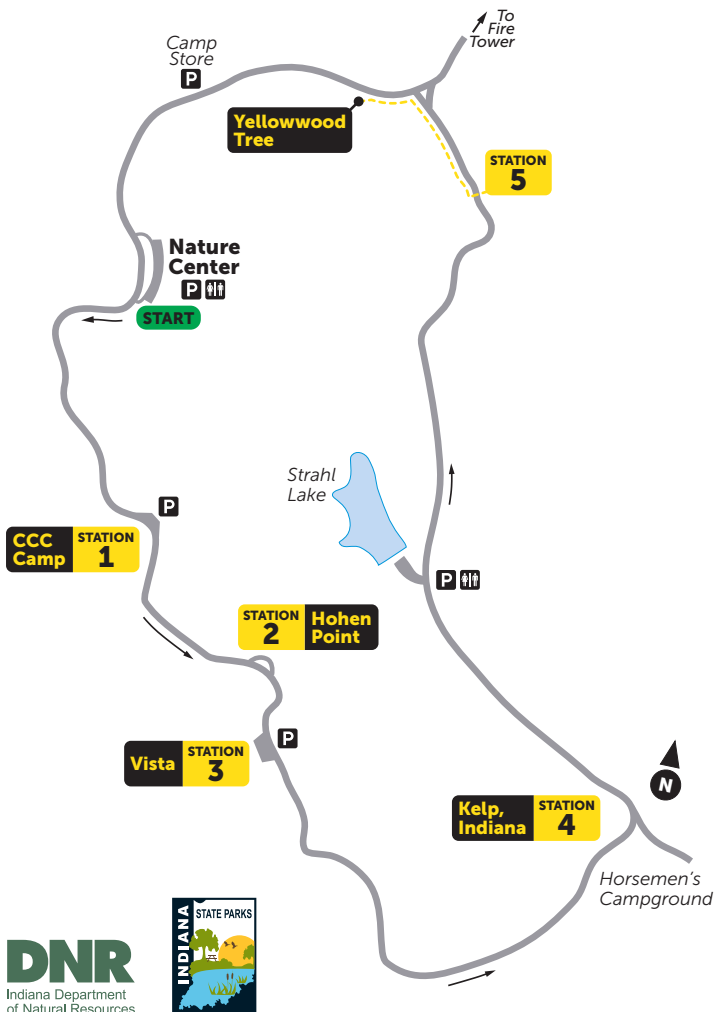 To
Fire
Tower
Camp
Store
P
Yellowwood
Tree
STATION
5
Nature
Center
P
START
Strahl
Lake
P
CCC
Camp
STATION
1
P
STATION
2
Hohen
Point
P
Vista
STATION
3
N
Kelp,
Indiana
STATION
4
Horsemen's
Campground
INDIANA
STATE PARKS
DNR
Indiana Department
of Natural Resources